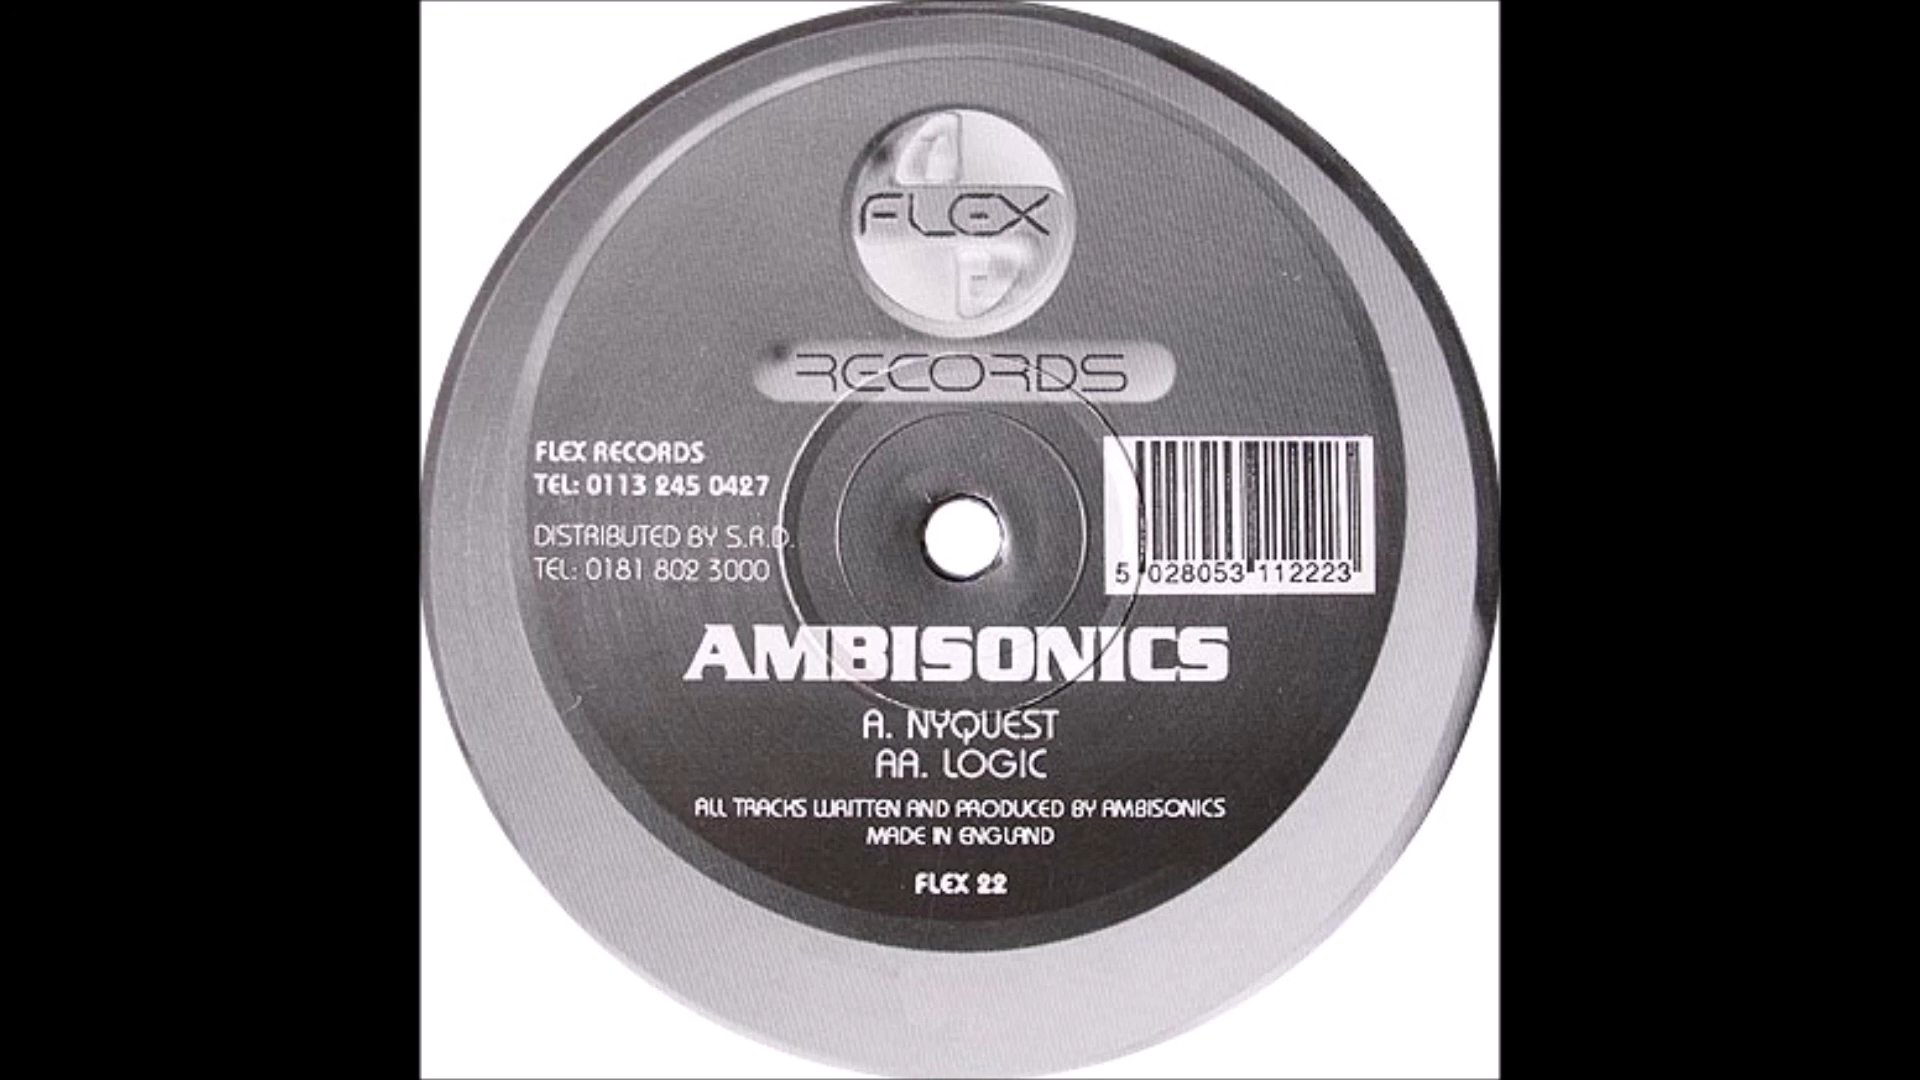 FLEX
RECORDS
FLEX RECORDS
TEL: 0113 245 0427
DISTRIBUTED BY S.R.D.
TEL: 0181 802 3000
5 028053 112223
AMBISONICS
A. NYQUEST
AA. LOGIC
ALL TRACKS WRITTEN AND PRODUCED BY AMBISONICS
MADE IN ENGLAND
FLEX 22